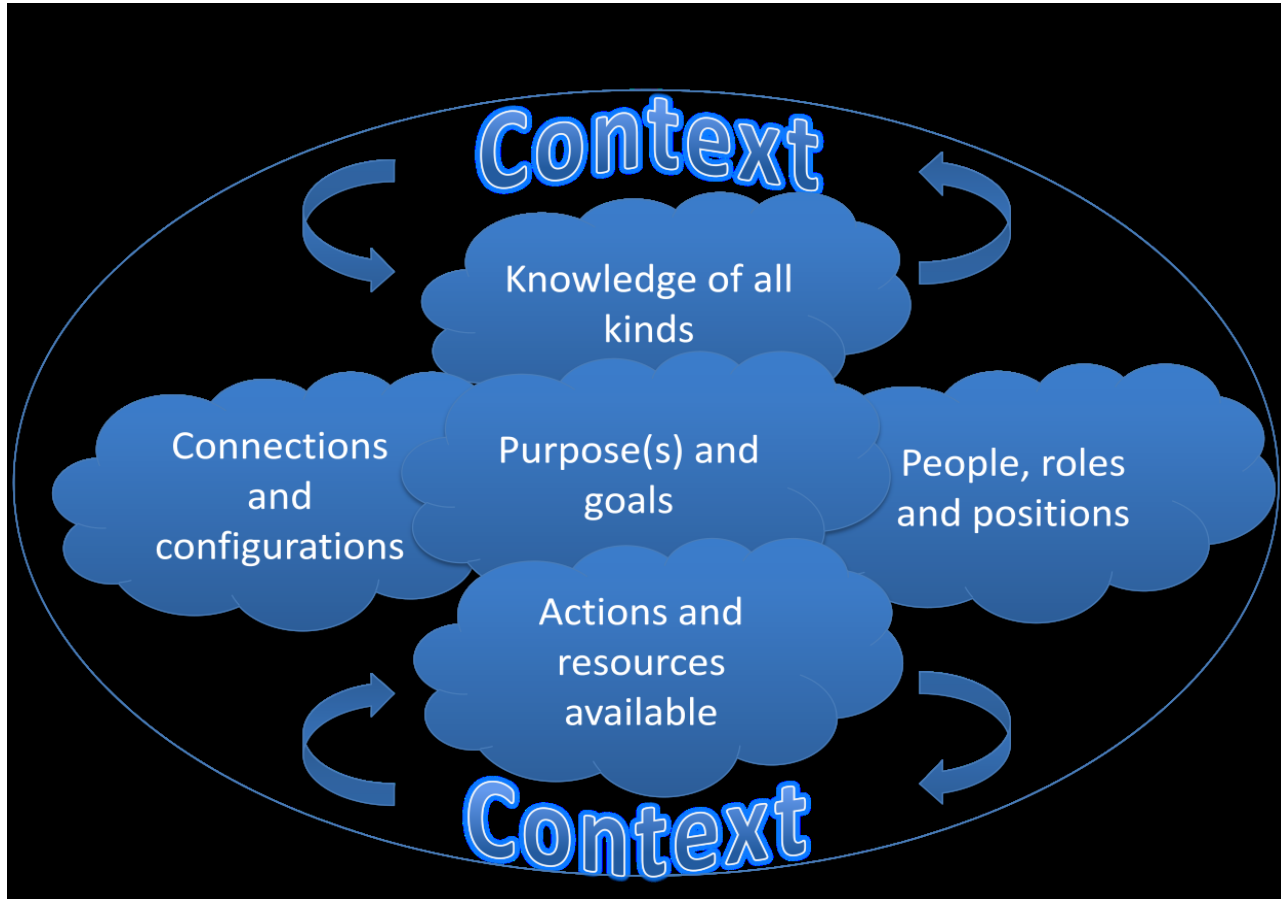 Context
Knowledge of all
kinds
Connections
and
configurations
Purpose(s) and
goals
People, roles
and positions
Actions and
resources
available
Context